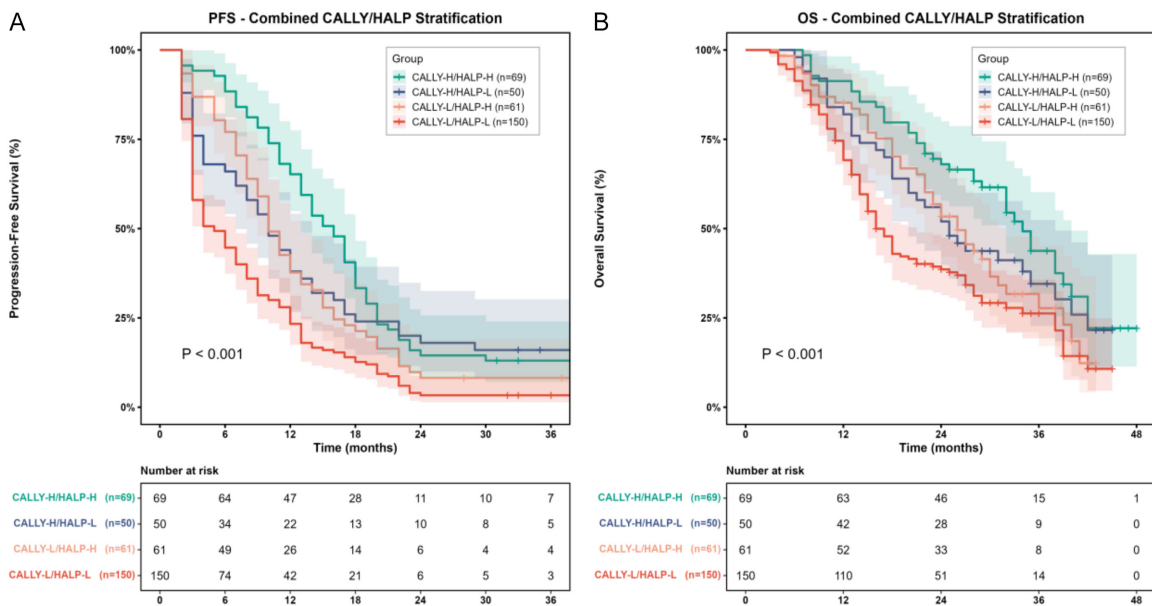 A
PFS - Combined CALLY/HALP Stratification
Progression-Free Survival (%)
100%
75%
50%
25%
0%
Group
CALLY-H/HALP-H (n=69)
CALLY-H/HALP-L (n=50)
CALLY-L/HALP-H (n=61)
CALLY-L/HALP-L (n=150)
P < 0.001
0 6 12 18 24 30 36
Time (months)
Number at risk
CALLY-H/HALP-H (n=69) 69 64 47 28 11 10 7
CALLY-H/HALP-L (n=50) 50 34 22 13 10 8 5
CALLY-L/HALP-H (n=61) 61 49 26 14 6 4 4
CALLY-L/HALP-L (n=150) 150 74 42 21 6 5 3
0 6 12 18 24 30 36
B
OS - Combined CALLY/HALP Stratification
Overall Survival (%)
100%
75%
50%
25%
0%
Group
CALLY-H/HALP-H (n=69)
CALLY-H/HALP-L (n=50)
CALLY-L/HALP-H (n=61)
CALLY-L/HALP-L (n=150)
P < 0.001
0 12 24 36 48
Time (months)
Number at risk
CALLY-H/HALP-H (n=69) 69 63 46 15 1
CALLY-H/HALP-L (n=50) 50 42 28 9 0
CALLY-L/HALP-H (n=61) 61 52 33 8 0
CALLY-L/HALP-L (n=150) 150 110 51 14 0
0 12 24 36 48